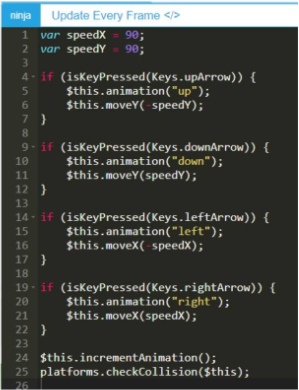 ninja Update Every Frame </>
1 var speedX = 90;
2 var speedY = 90;
3
4 if (isKeyPressed(Keys.upArrow)) {
5 $this.animation("up");
6 $this.moveY(-speedY);
7 }
8
9 if (isKeyPressed(Keys.downArrow)) {
10 $this.animation("down");
11 $this.moveY(speedY);
12 }
13
14 if (isKeyPressed(Keys.leftArrow)) {
15 $this.animation("left");
16 $this.moveX(-speedX);
17 }
18
19 if (isKeyPressed(Keys.rightArrow)) {
20 $this.animation("right");
21 $this.moveX(speedX);
22 }
23
24 $this.incrementAnimation();
25 platforms.checkCollision($this);
26